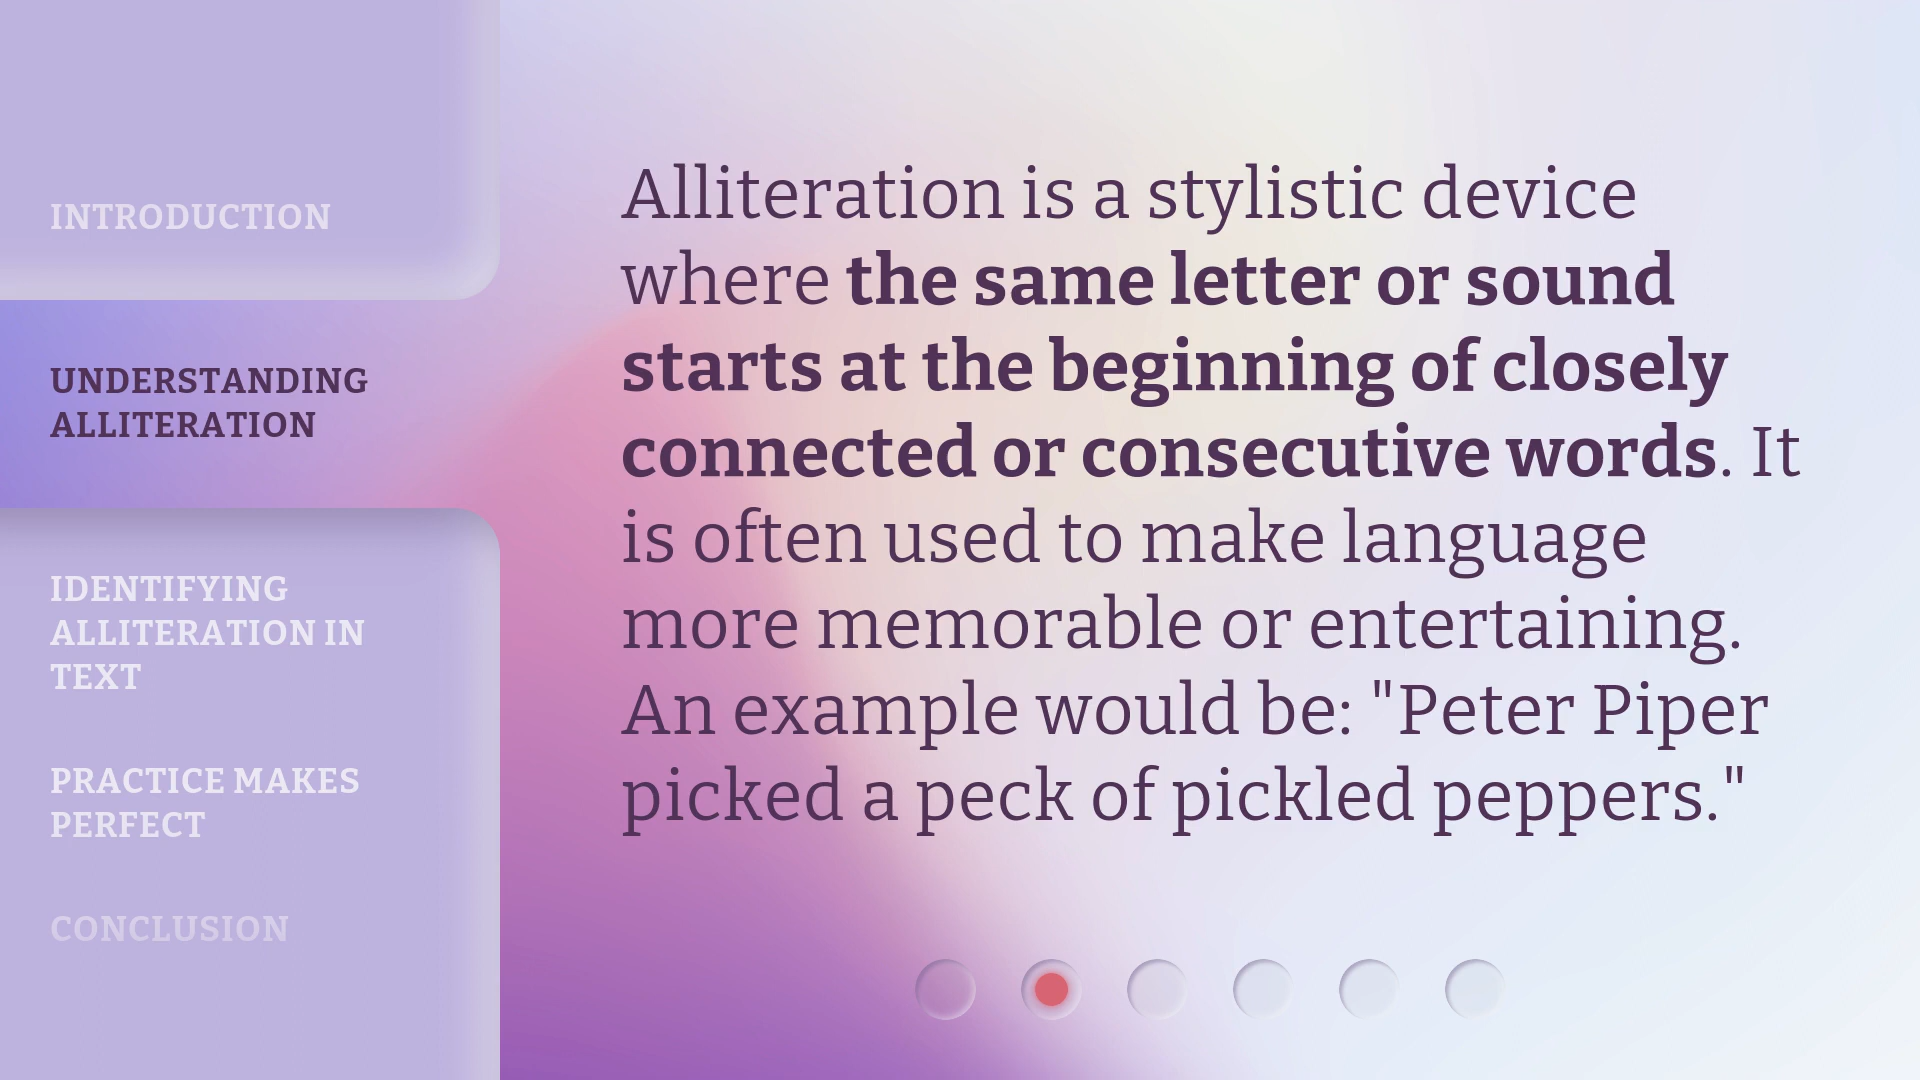 INTRODUCTION
UNDERSTANDING
ALLITERATION
IDENTIFYING
ALLITERATION IN
TEXT
PRACTICE MAKES
PERFECT
CONCLUSION
Alliteration is a stylistic device
where the same letter or sound
starts at the beginning of closely
connected or consecutive words. It
is often used to make language
more memorable or entertaining.
An example would be: "Peter Piper
picked a peck of pickled peppers."